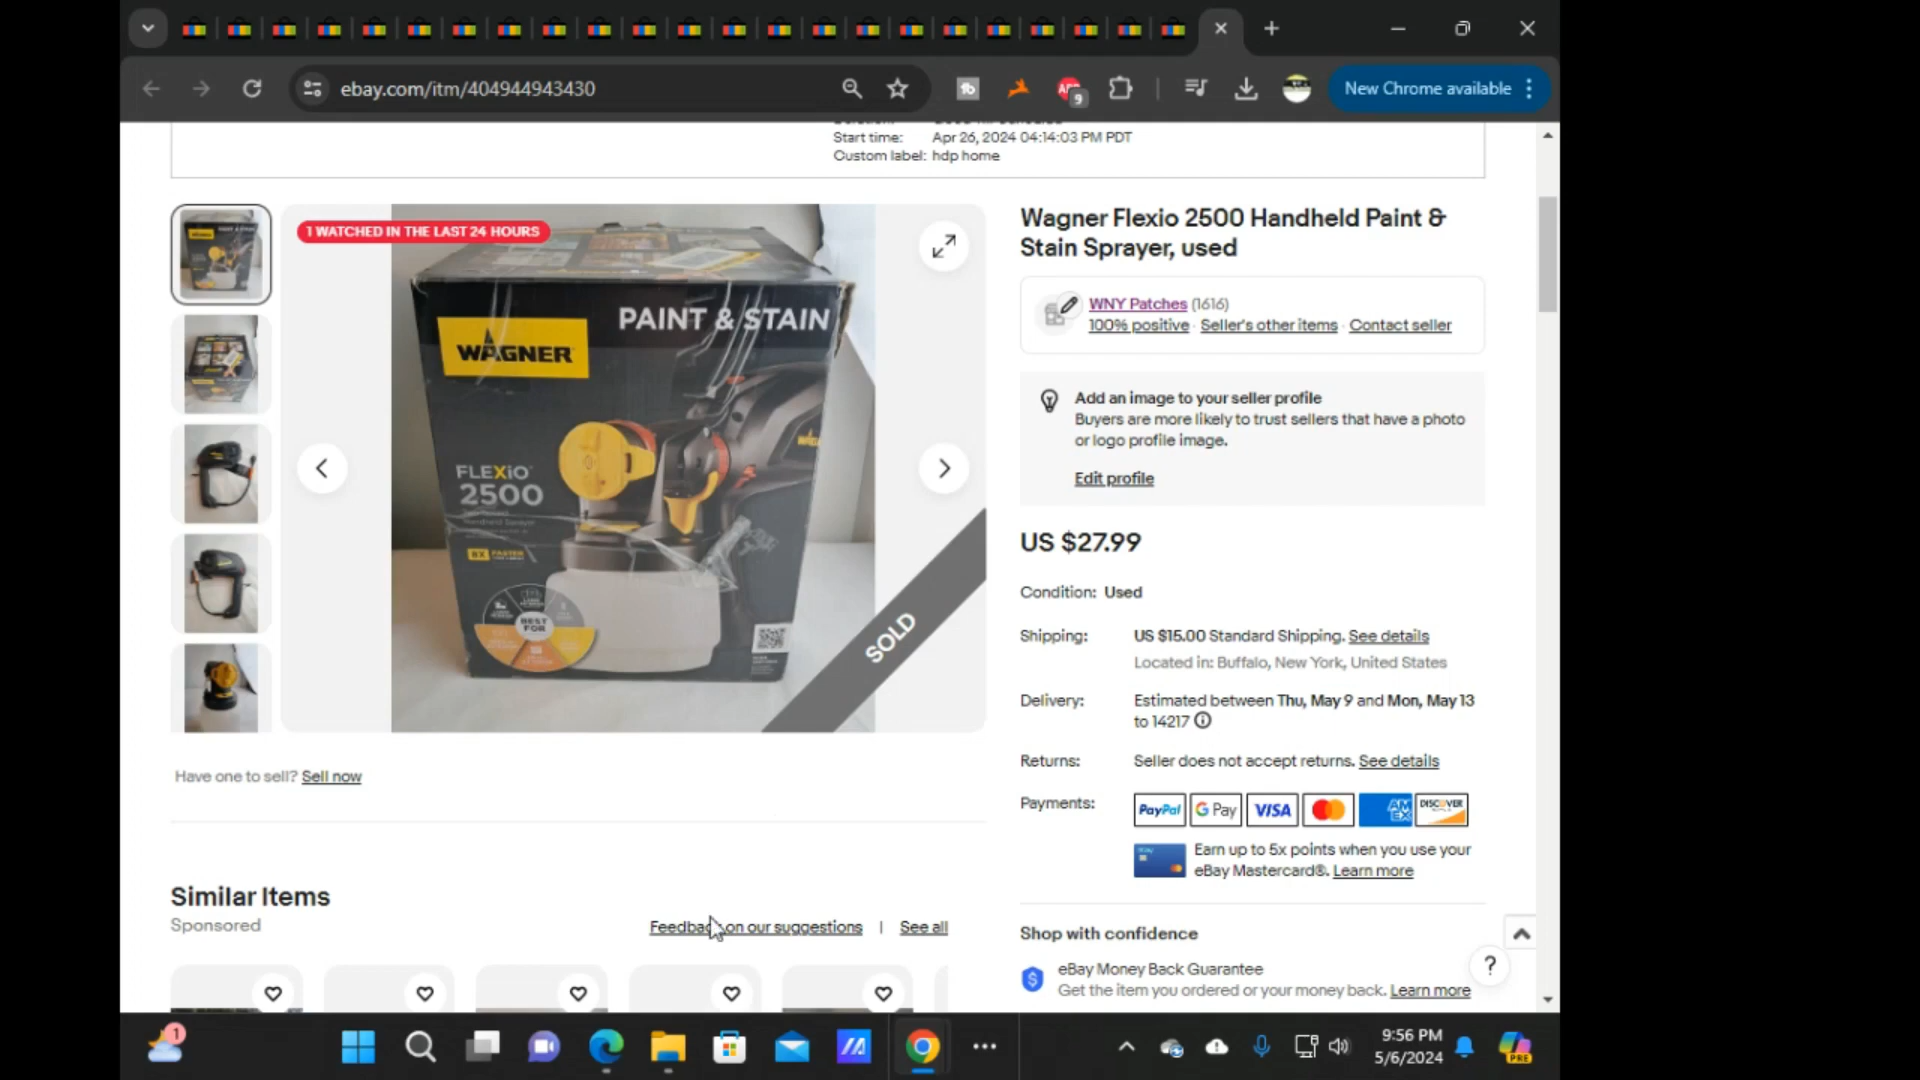 ebay.com/itm/404944943430
9
New Chrome available
Start time: Apr 26, 2024 04:14:03 PM PDT
Custom label: hdp home
1 WATCHED IN THE LAST 24 HOURS
PAINT & STAIN
WAGNER
FLEXiO
2500
8X FASTER
BEST FOR
SOLD
Wagner Flexio 2500 Handheld Paint &
Stain Sprayer, used
WNY Patches (1616)
100% positive · Seller's other items · Contact seller
Add an image to your seller profile
Buyers are more likely to trust sellers that have a photo
or logo profile image.
Edit profile
US $27.99
Condition: Used
Shipping: US $15.00 Standard Shipping. See details
Located in: Buffalo, New York, United States
Delivery: Estimated between Thu, May 9 and Mon, May 13
to 14217
Returns: Seller does not accept returns. See details
Payments: PayPal G Pay VISA AMEX DISCOVER
Earn up to 5x points when you use your
eBay Mastercard®. Learn more
Have one to sell? Sell now
Similar Items
Sponsored
Feedback on our suggestions | See all
Shop with confidence
eBay Money Back Guarantee
Get the item you ordered or your money back. Learn more
?
1
9:56 PM
5/6/2024
PRE